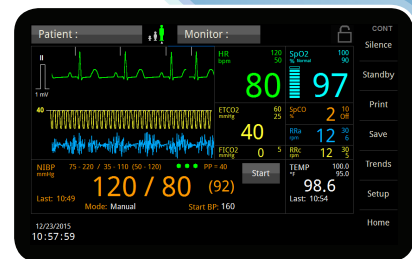 Patient : Monitor : CONT
Silence
II HR bpm 120 50 80 SpO2 % Normal 100 90 97
1 mV
Standby
Print
40 ETCO2 mmHg 60 25 40 SpCO % 2 10 Off
RRa rpm 12 30 6
Save
FICO2 mmHg 0 5 RRc rpm 12 30 5
Trends
NIBP mmHg 75 - 220 / 35 - 110 (50 - 120) PP = 40 Start TEMP °F 100.0 95.0
120 / 80 (92) 98.6
Setup
Last: 10:49 Mode: Manual Start BP: 160 Last: 10:54
Home
12/23/2015
10:57:59